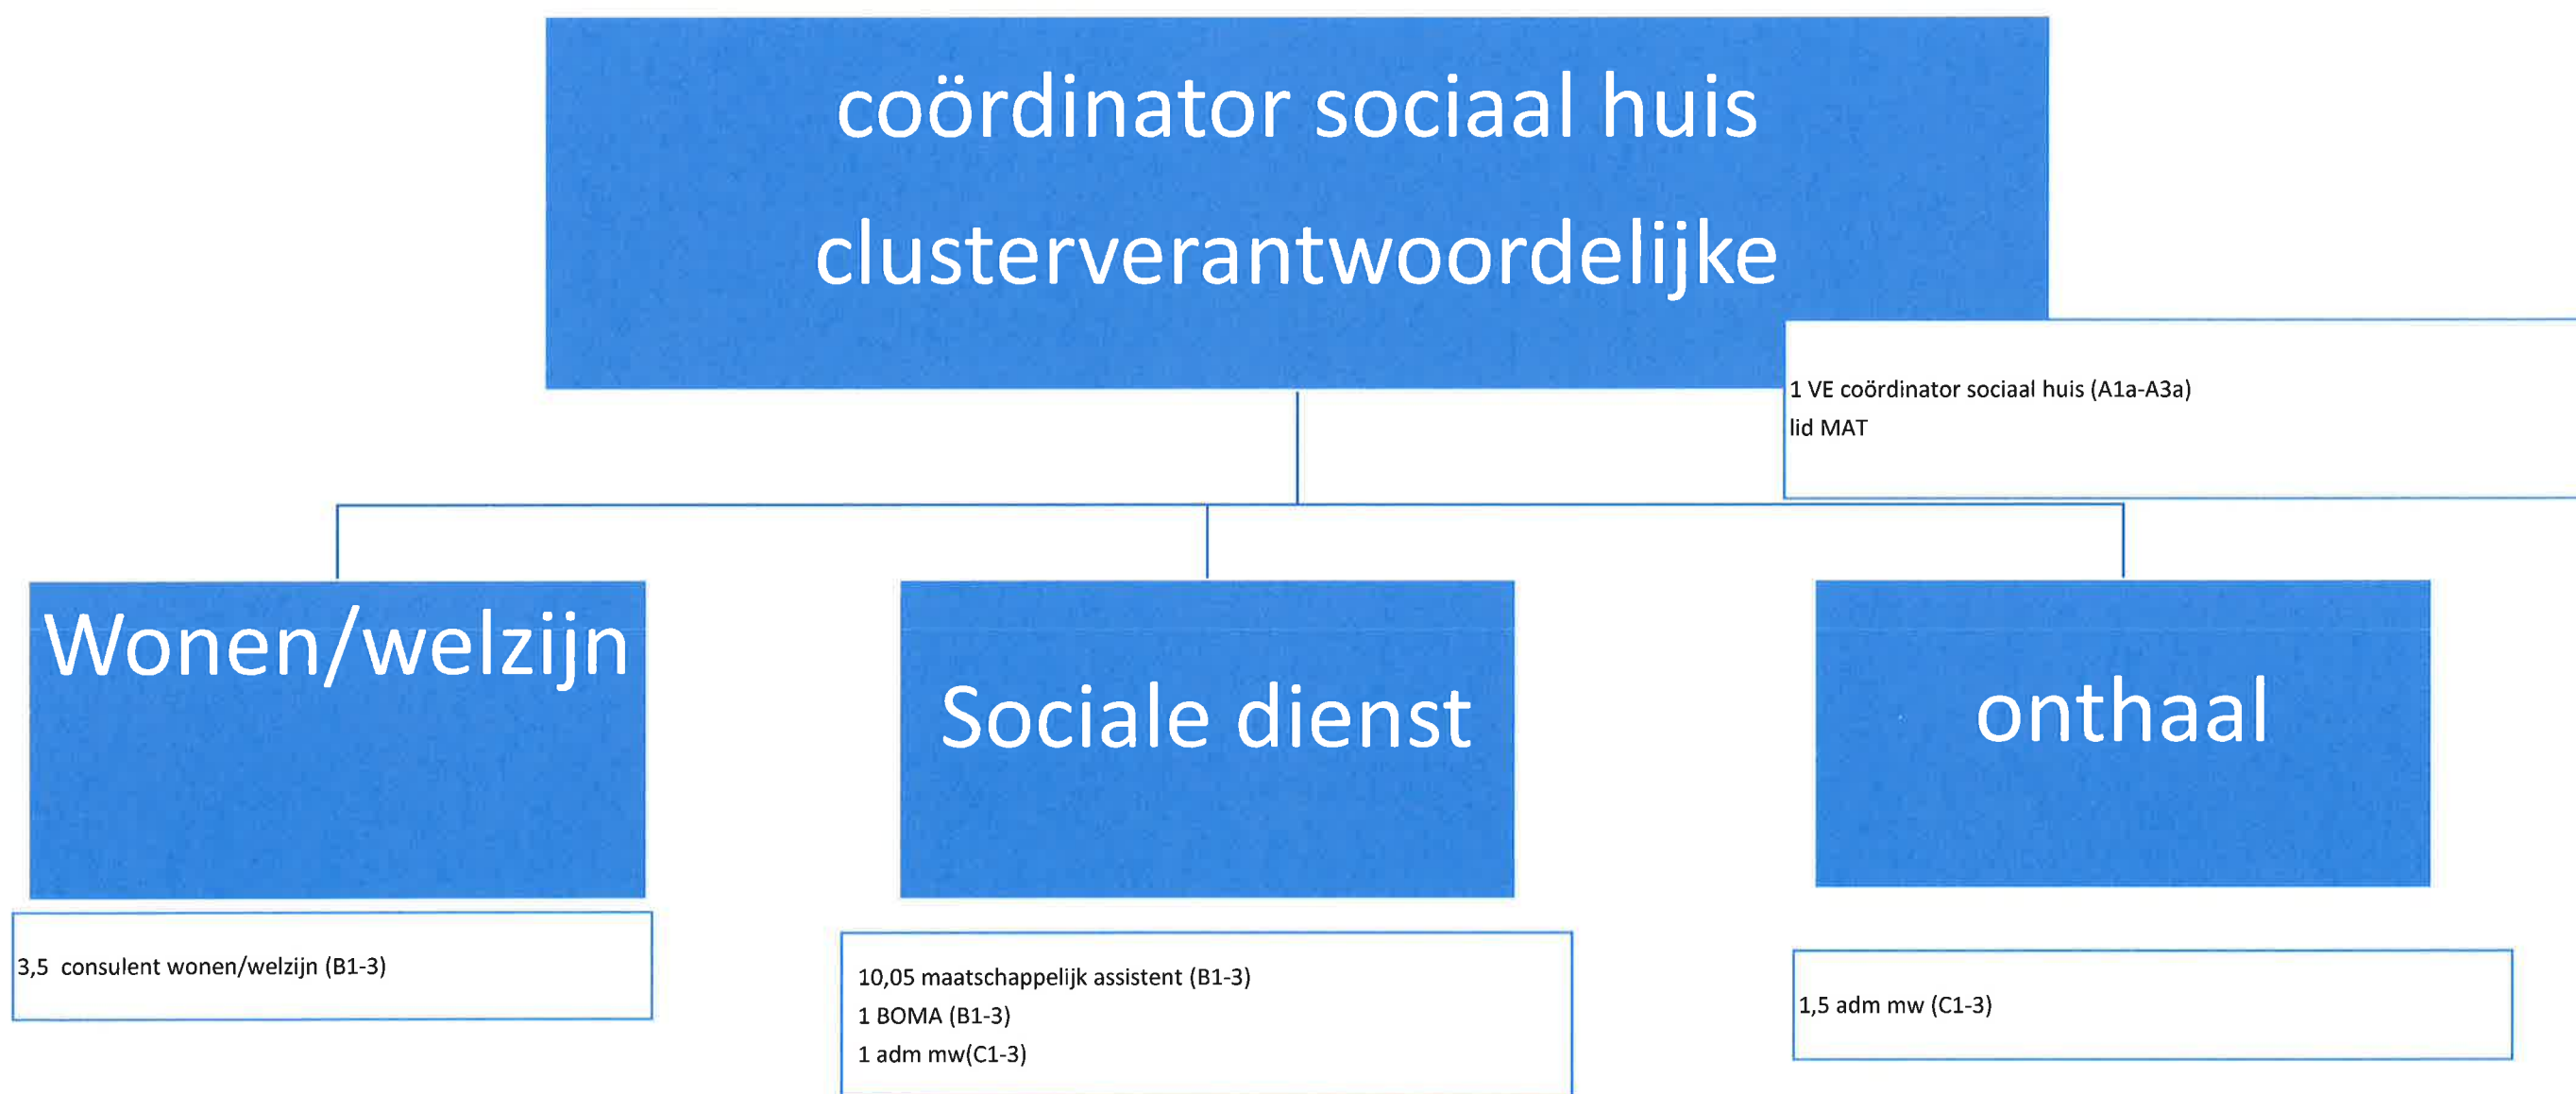 coördinator sociaal huis
clusterverantwoordelijke
1 VE coördinator sociaal huis (A1a-A3a)
lid MAT
Wonen/welzijn
Sociale dienst
onthaal
3,5 consulent wonen/welzijn (B1-3)
10,05 maatschappelijk assistent (B1-3)
1 BOMA (B1-3)
1 adm mw(C1-3)
1,5 adm mw (C1-3)